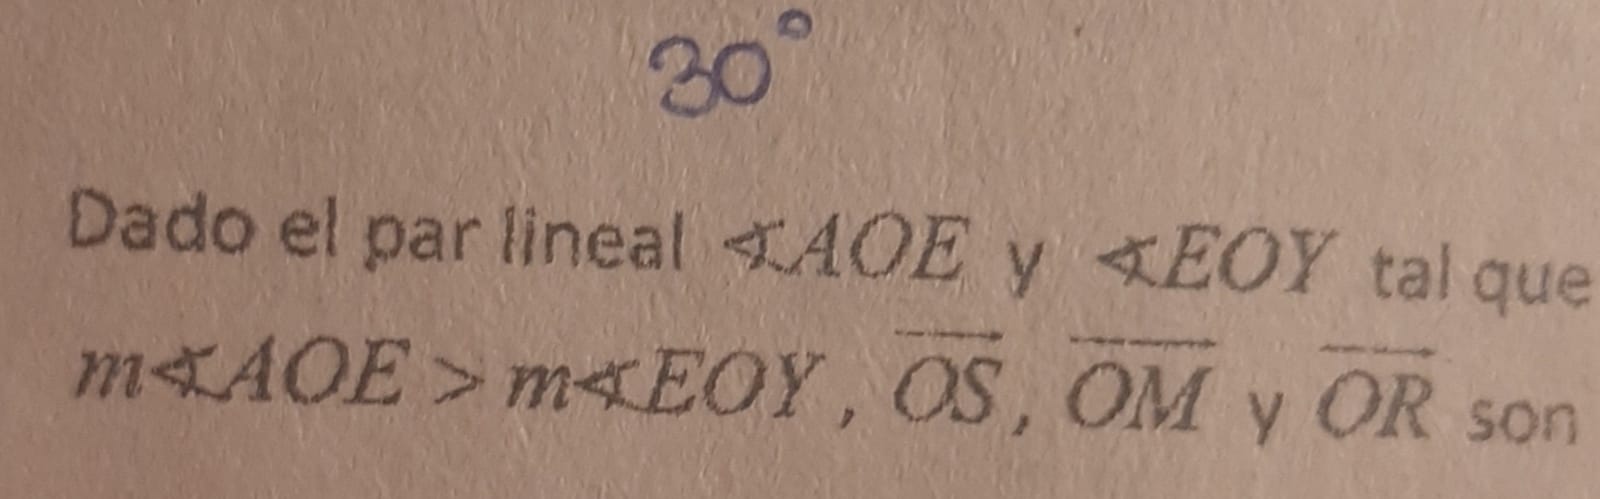 30°
Dado el par lineal ∢AOE y ∢EOY tal que
m∢AOE > m∢EOY , \overrightarrow{OS} , \overrightarrow{OM} y \overrightarrow{OR} son